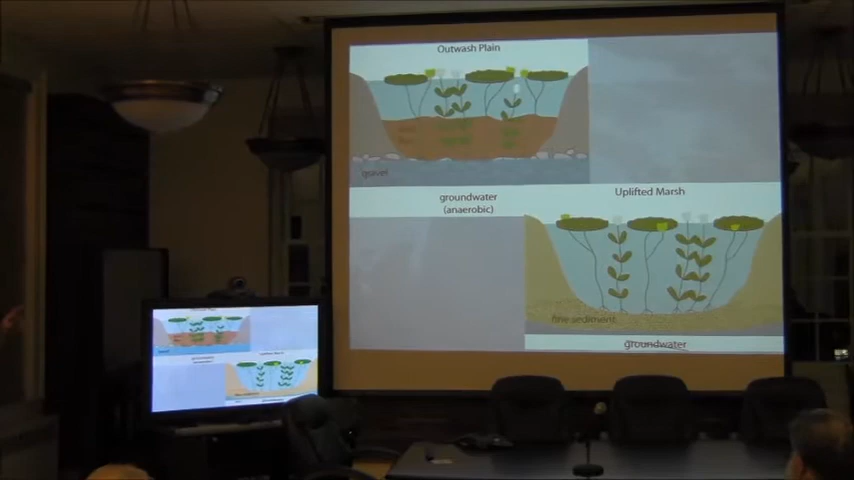 Outwash Plain
gravel
groundwater
(anaerobic)
Uplifted Marsh
fine sediment
groundwater